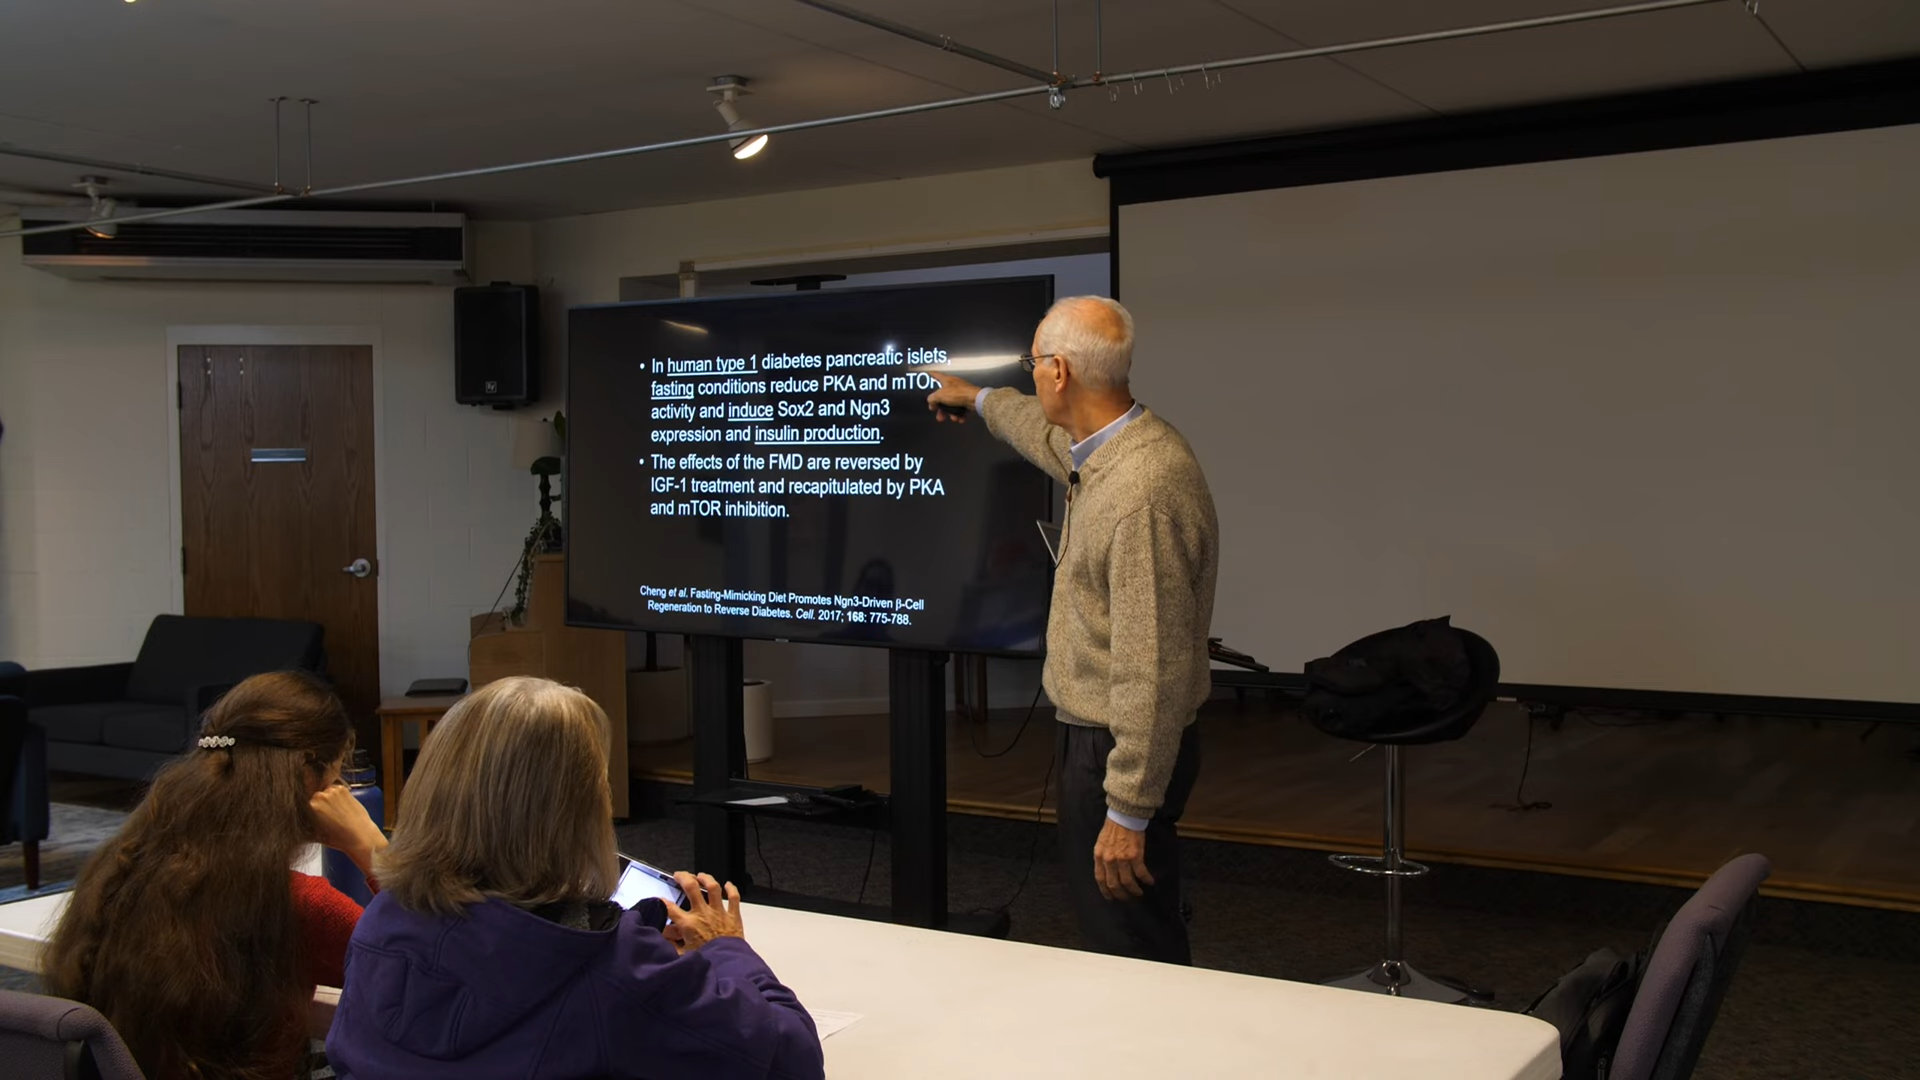 • In human type 1 diabetes pancreatic islets,
fasting conditions reduce PKA and mTOR
activity and induce Sox2 and Ngn3
expression and insulin production.
• The effects of the FMD are reversed by
IGF-1 treatment and recapitulated by PKA
and mTOR inhibition.
Cheng et al. Fasting-Mimicking Diet Promotes Ngn3-Driven β-Cell
Regeneration to Reverse Diabetes. Cell. 2017; 168: 775-788.